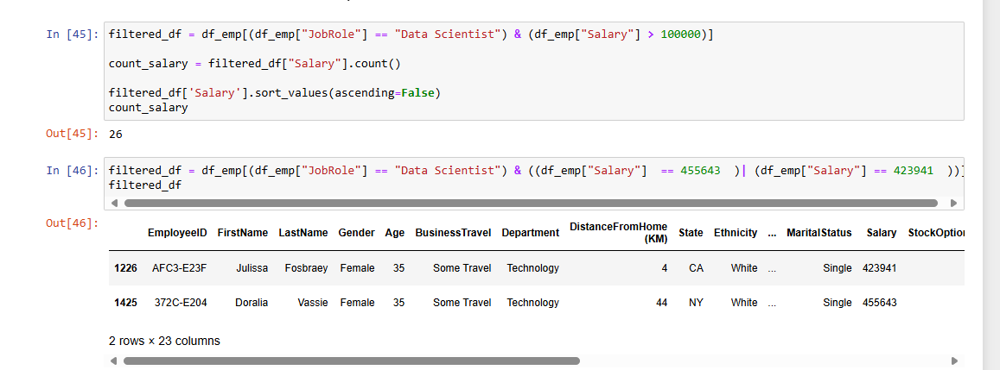 In [45]: filtered_df = df_emp[(df_emp["JobRole"] == "Data Scientist") & (df_emp["Salary"] > 100000)]
count_salary = filtered_df["Salary"].count()
filtered_df['Salary'].sort_values(ascending=False)
count_salary
Out[45]: 26
In [46]: filtered_df = df_emp[(df_emp["JobRole"] == "Data Scientist") & ((df_emp["Salary"]  == 455643  )| (df_emp["Salary"] == 423941  ))]
filtered_df
Out[46]:
EmployeeID FirstName LastName Gender Age BusinessTravel Department DistanceFromHome (KM) State Ethnicity ... MaritalStatus Salary StockOption
1226 AFC3-E23F Julissa Fosbraey Female 35 Some Travel Technology 4 CA White ... Single 423941
1425 372C-E204 Doralia Vassie Female 35 Some Travel Technology 44 NY White ... Single 455643
2 rows × 23 columns